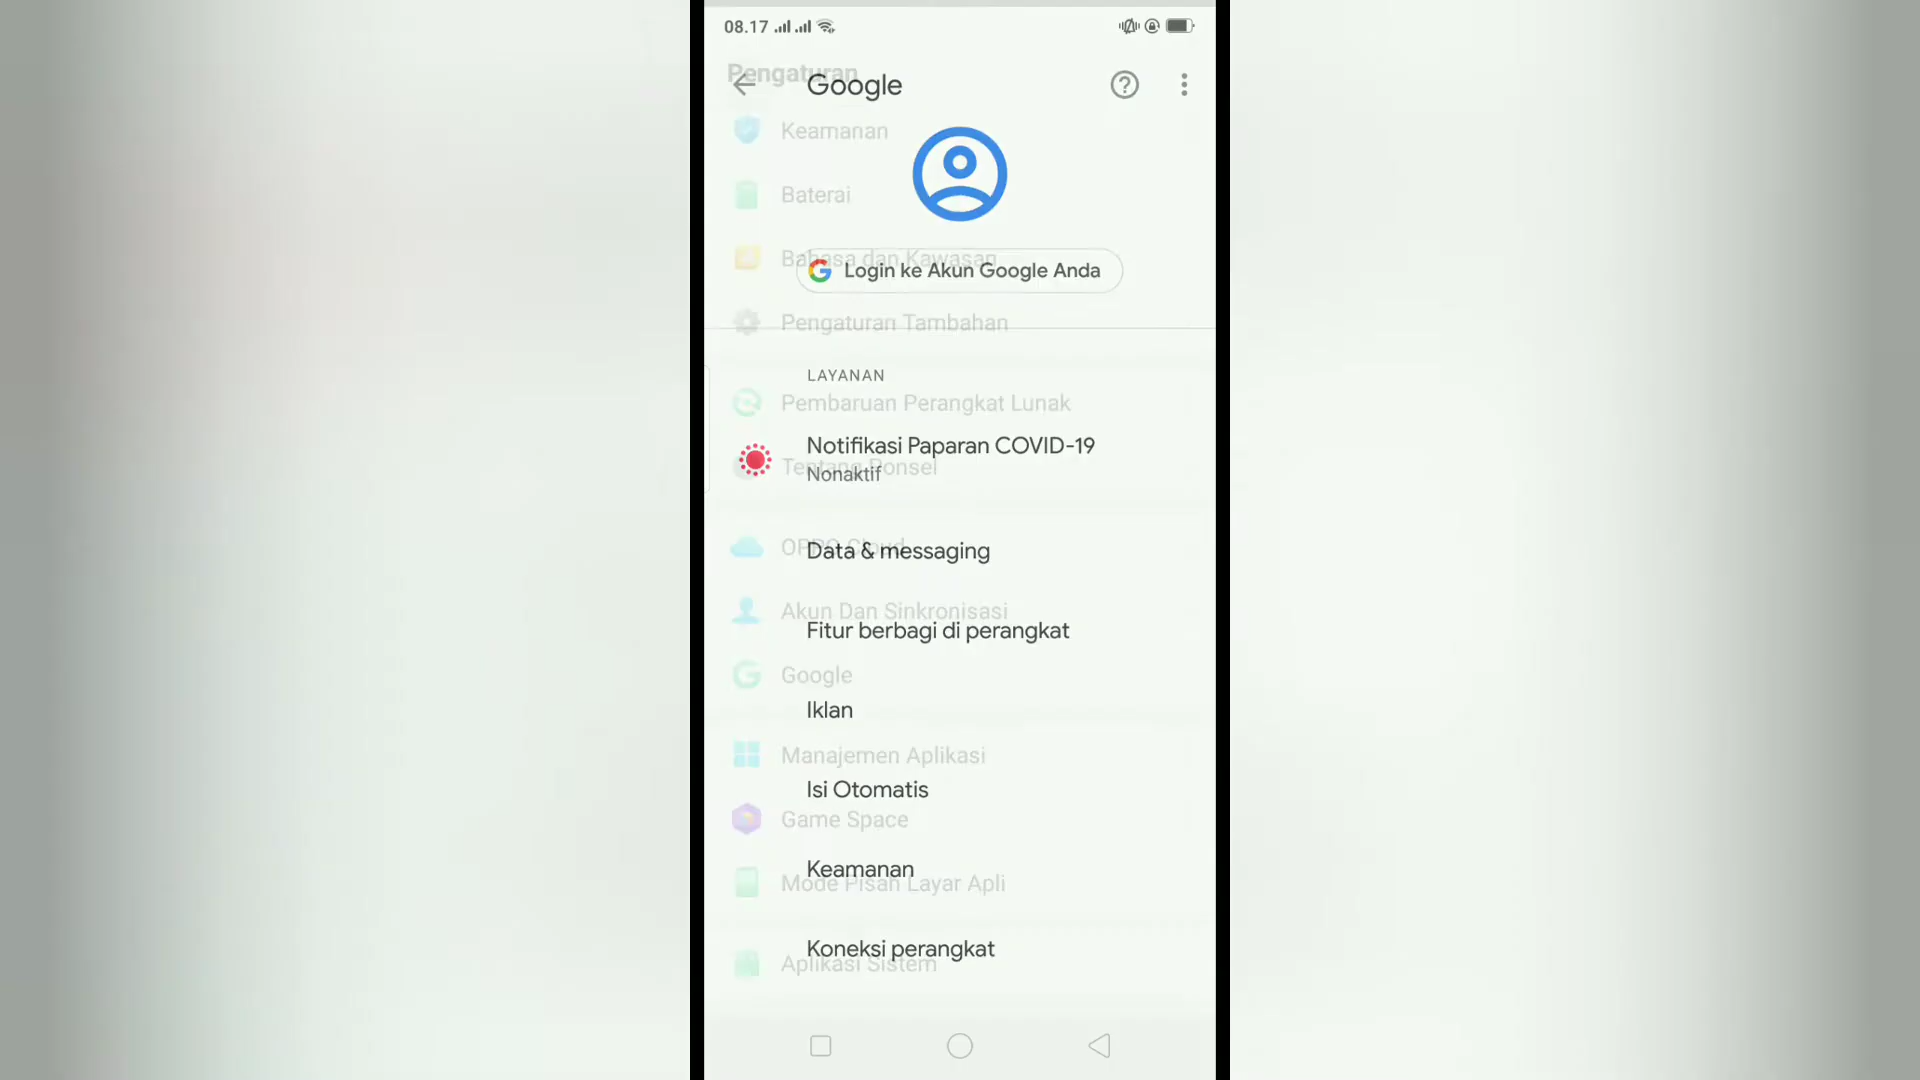 08.17
Pengaturan
Google
Keamanan
Baterai
Bahasa dan Kawasan
Login ke Akun Google Anda
Pengaturan Tambahan
LAYANAN
Pembaruan Perangkat Lunak
Notifikasi Paparan COVID-19
Tentang Ponsel
Nonaktif
OPPO Cloud
Data & messaging
Akun Dan Sinkronisasi
Fitur berbagi di perangkat
Google
Iklan
Manajemen Aplikasi
Isi Otomatis
Game Space
Keamanan
Mode Pisah Layar Apli
Koneksi perangkat
Aplikasi Sistem